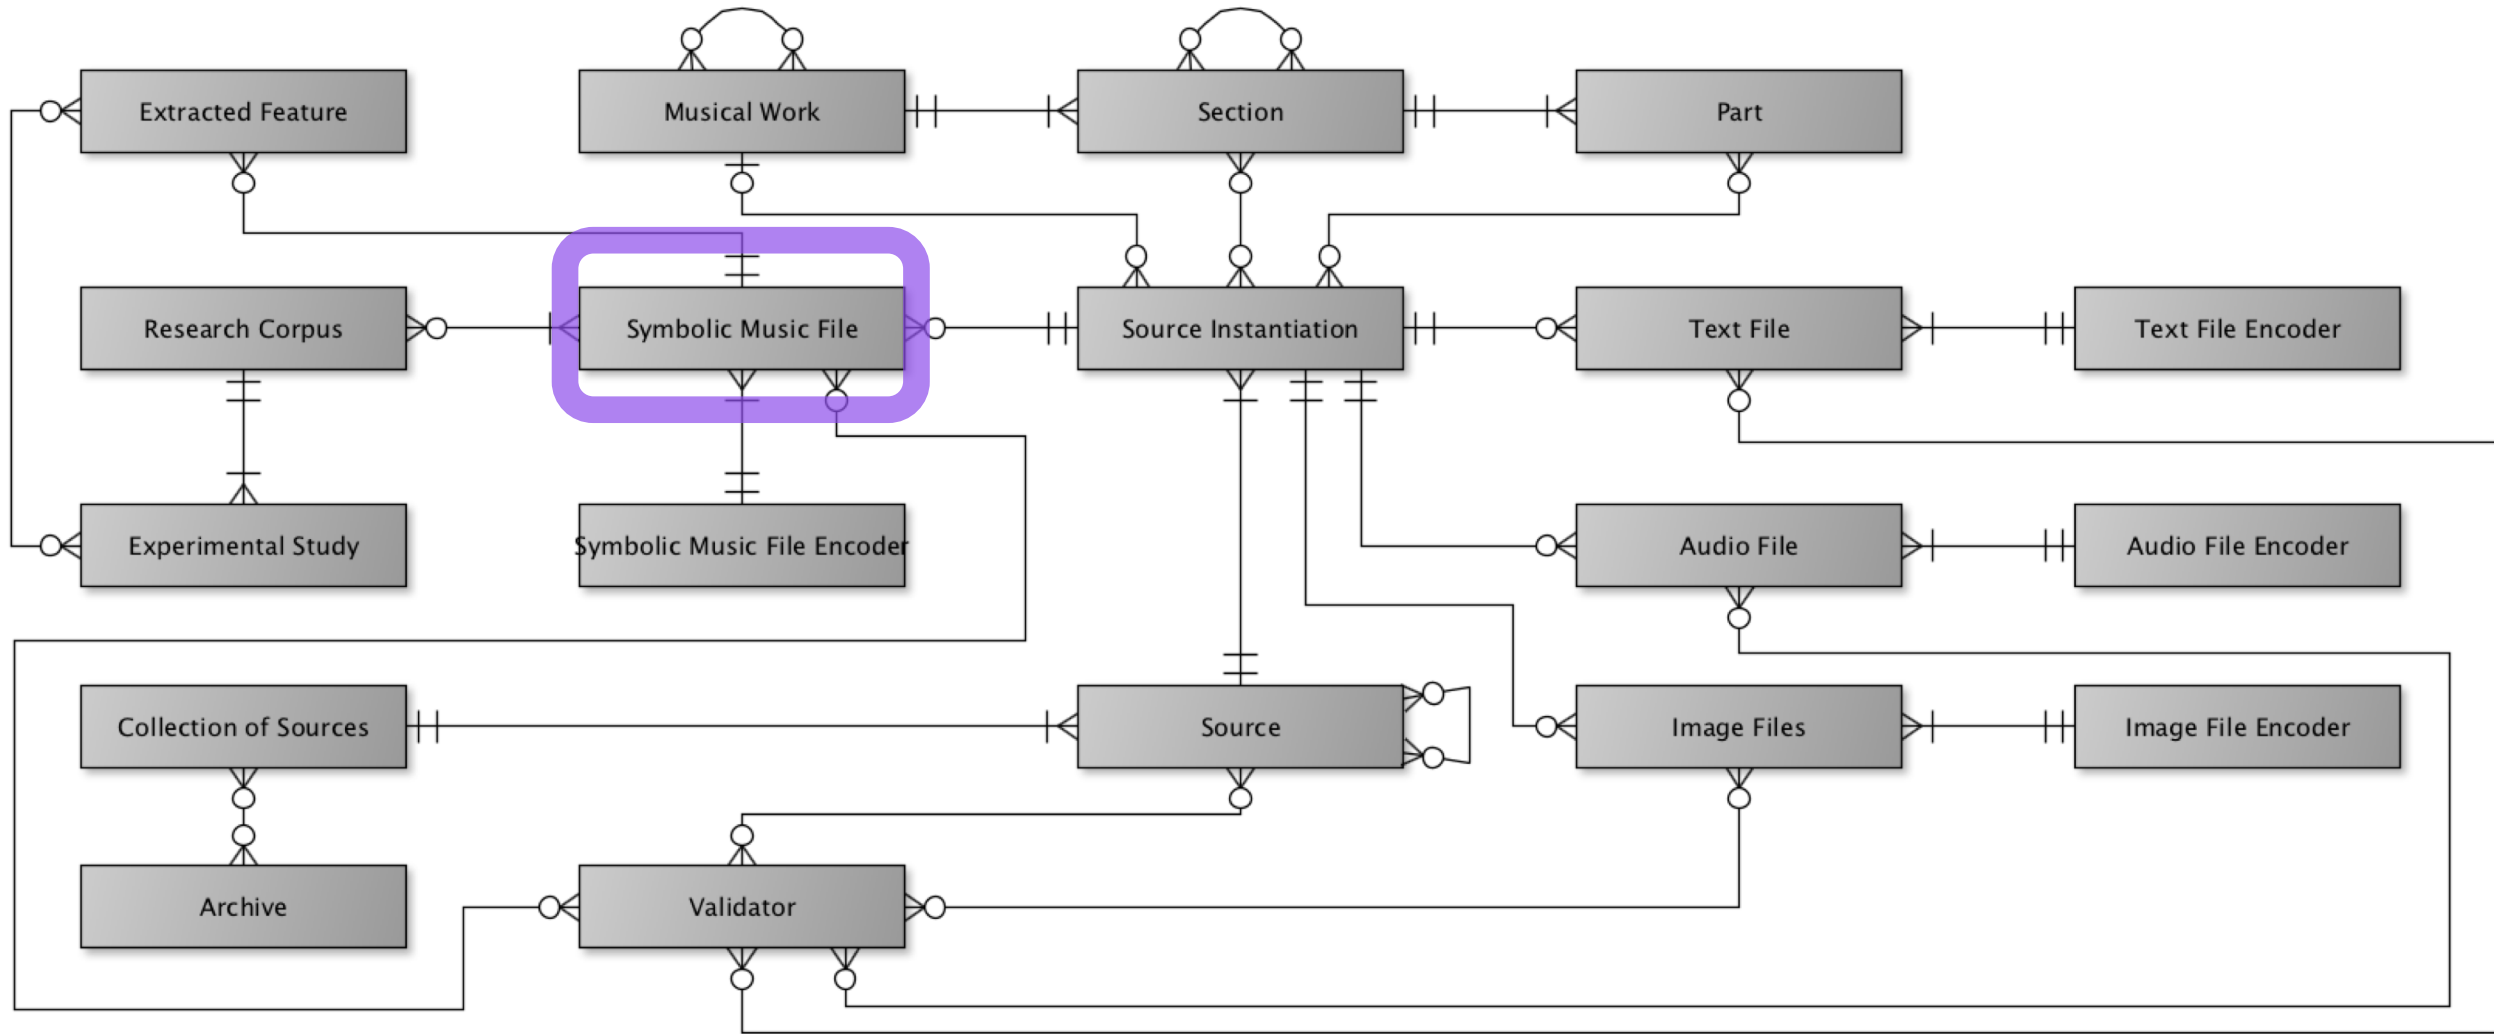 Extracted Feature
Musical Work
Section
Part
Research Corpus
Symbolic Music File
Source Instantiation
Text File
Text File Encoder
Experimental Study
Symbolic Music File Encoder
Audio File
Audio File Encoder
Collection of Sources
Source
Image Files
Image File Encoder
Archive
Validator